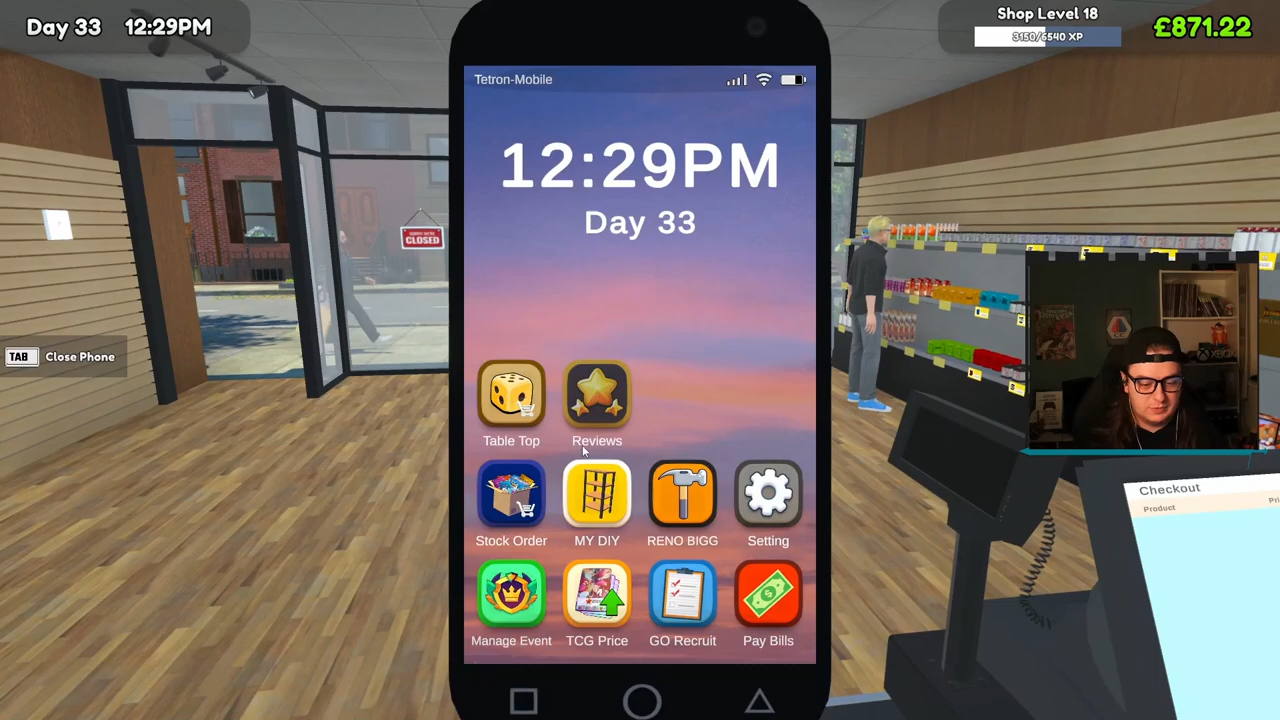 Day 33 12:29PM
Shop Level 18
3150/6540 XP
£871.22
Tetron-Mobile
12:29PM
Day 33
CLOSED
TAB Close Phone
Table Top
Reviews
Stock Order
MY DIY
RENO BIGG
Setting
Manage Event
TCG Price
GO Recruit
Pay Bills
Checkout
Product